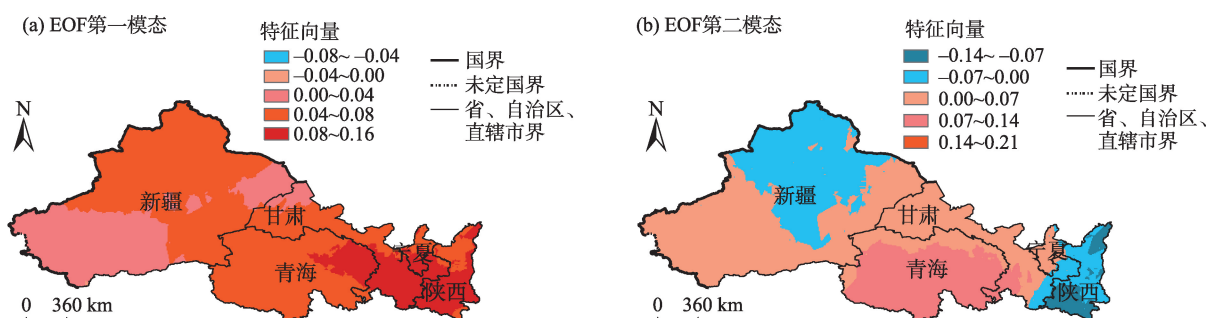 (a) EOF第一模态
特征向量
−0.08~ −0.04
−0.04~0.00
0.00~0.04
0.04~0.08
0.08~0.16
国界
未定国界
省、自治区、
直辖市界
N
新疆
甘肃
青海
宁夏
陕西
0 360 km
(b) EOF第二模态
特征向量
−0.14~ −0.07
−0.07~0.00
0.00~0.07
0.07~0.14
0.14~0.21
国界
未定国界
省、自治区、
直辖市界
N
新疆
甘肃
青海
宁夏
陕西
0 360 km